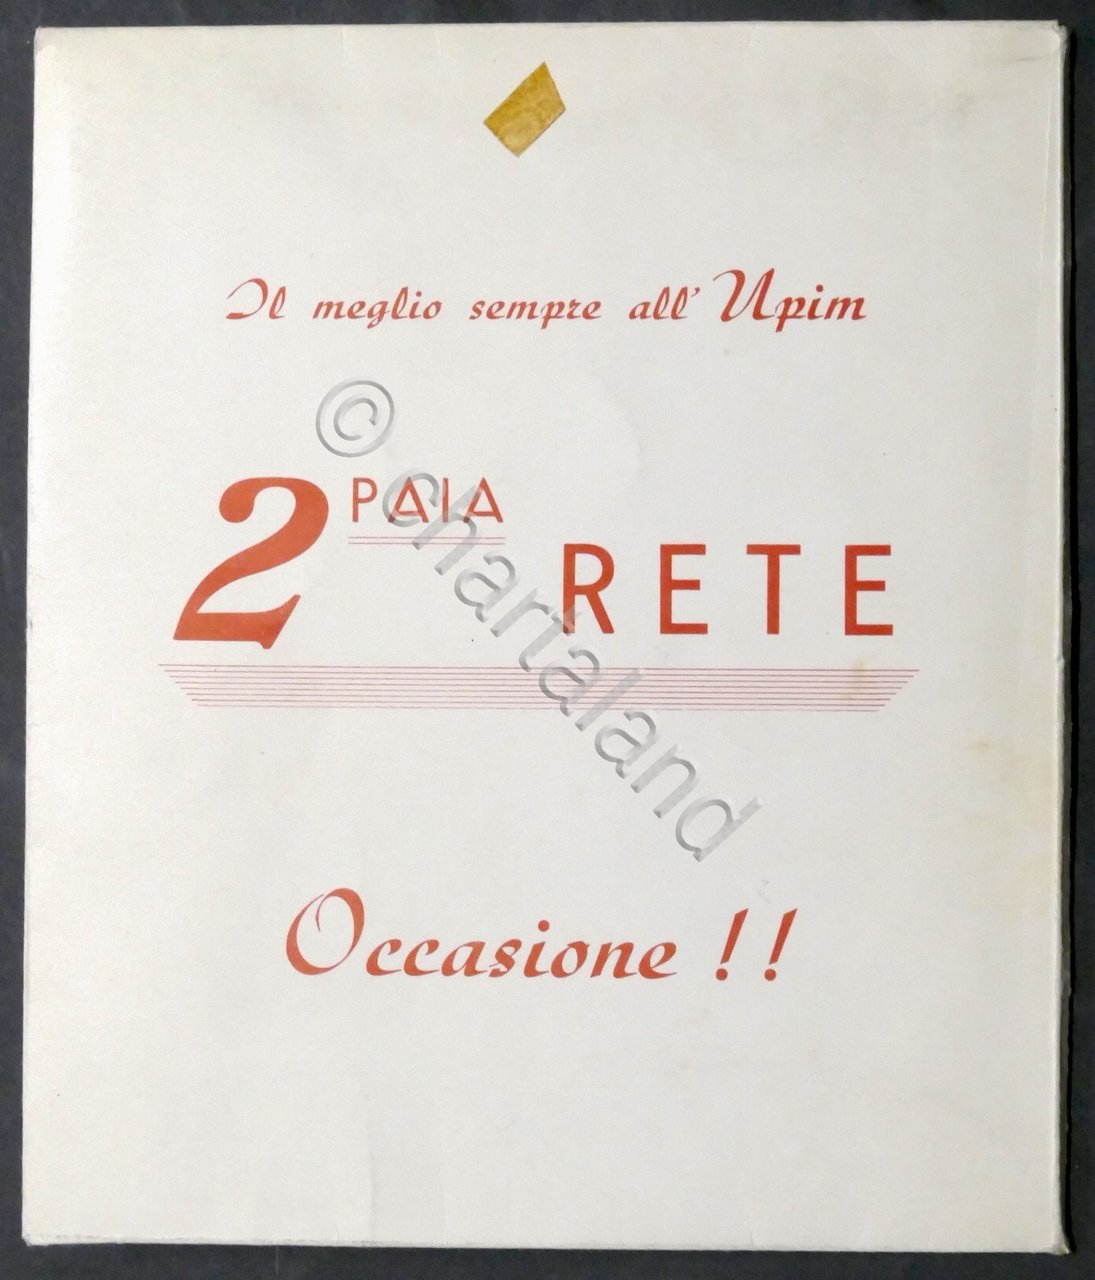 Il meglio sempre all' Upim
2 PAIA
RETE
Occasione !!
© chartaland